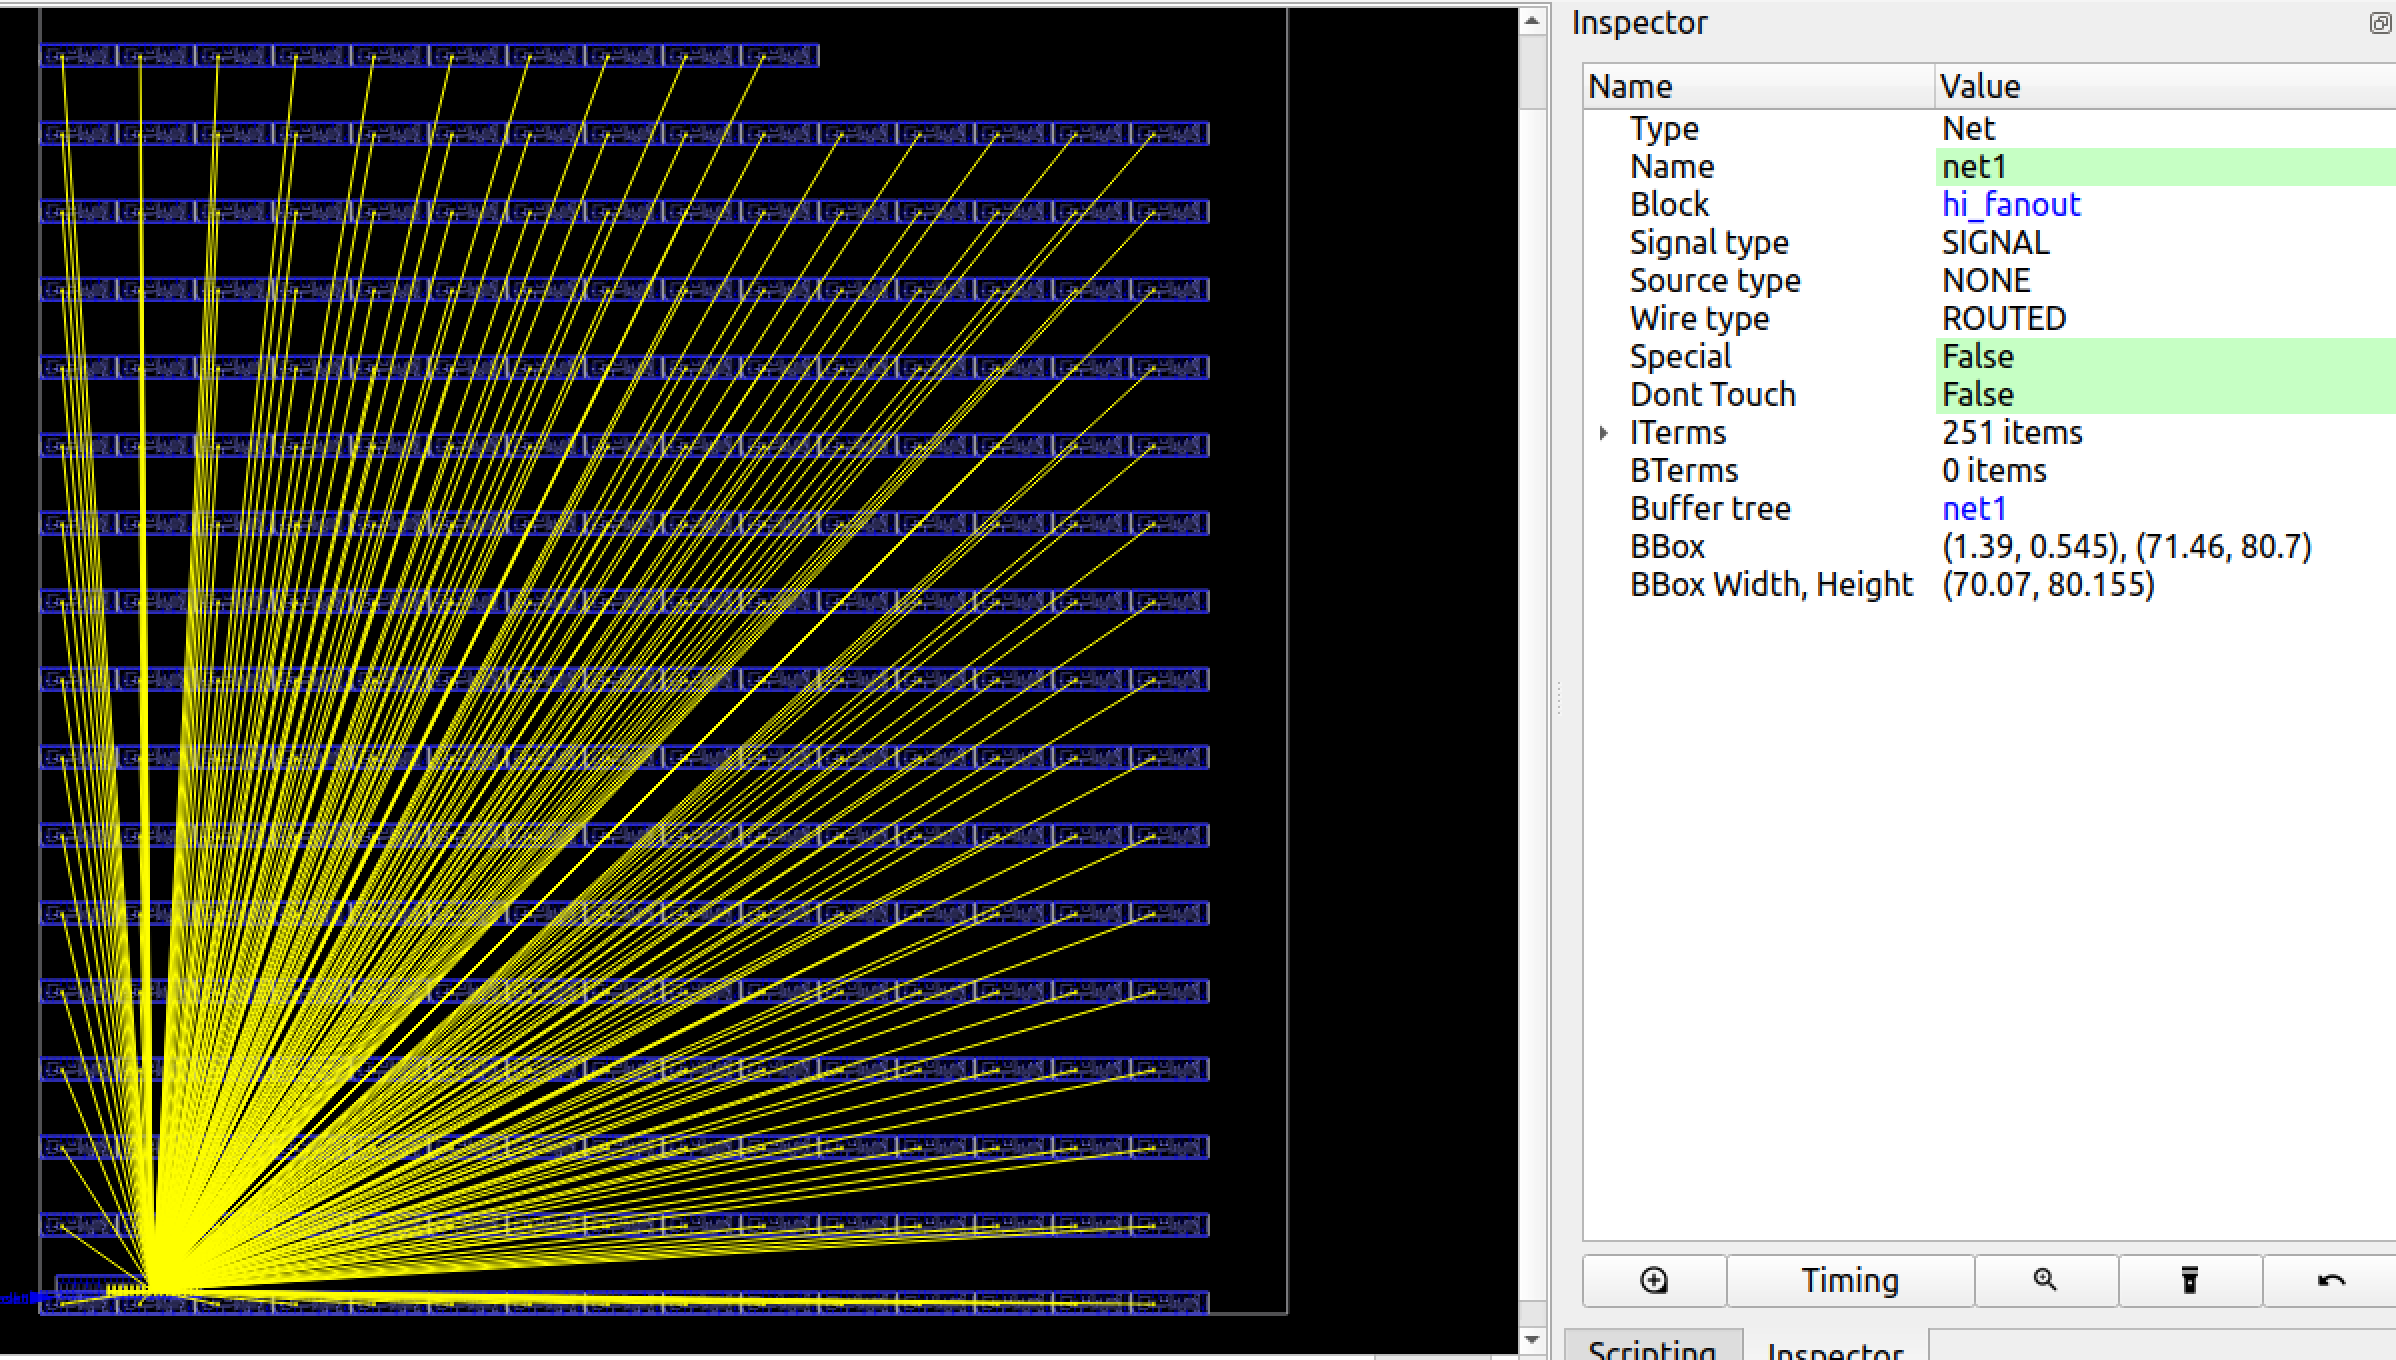 Inspector
Name Value
Type Net
Name net1
Block hi_fanout
Signal type SIGNAL
Source type NONE
Wire type ROUTED
Special False
Dont Touch False
ITerms 251 items
BTerms 0 items
Buffer tree net1
BBox (1.39, 0.545), (71.46, 80.7)
BBox Width, Height (70.07, 80.155)
Timing
Scripting Inspector